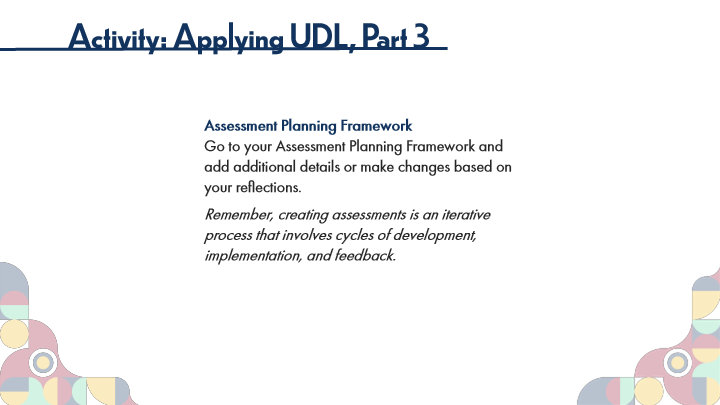 Activity: Applying UDL, Part 3
Assessment Planning Framework
Go to your Assessment Planning Framework and
add additional details or make changes based on
your reflections.
Remember, creating assessments is an iterative
process that involves cycles of development,
implementation, and feedback.